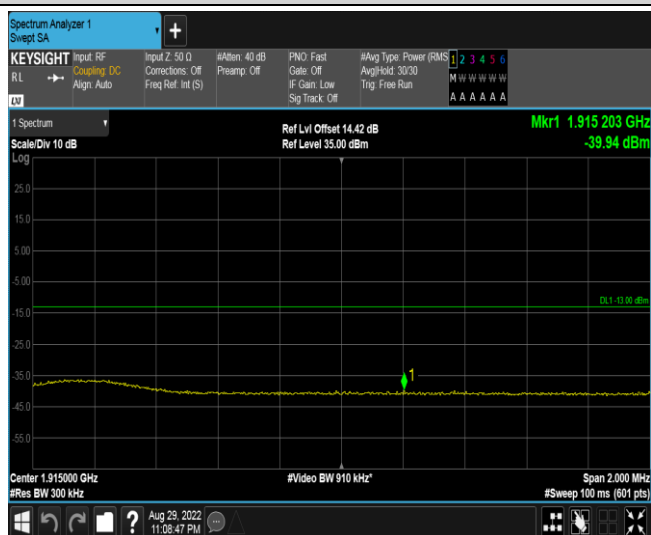 Spectrum Analyzer 1
Swept SA
+
KEYSIGHT
RL
Input: RF
Coupling: DC
Align: Auto
Input Z: 50 Ω
Corrections: Off
Freq Ref: Int (S)
#Atten: 40 dB
Preamp: Off
PNO: Fast
Gate: Off
IF Gain: Low
Sig Track: Off
#Avg Type: Power (RMS
Avg|Hold: 30/30
Trig: Free Run
1 2 3 4 5 6
M W W W W W
A A A A A A
LXI
1 Spectrum
Scale/Div 10 dB
Ref Lvl Offset 14.42 dB
Ref Level 35.00 dBm
Mkr1 1.915 203 GHz
-39.94 dBm
Log
25.0
15.0
5.00
-5.00
DL1 -13.00 dBm
-15.0
-25.0
-35.0
1
-45.0
-55.0
Center 1.915000 GHz
#Video BW 910 kHz*
Span 2.000 MHz
#Res BW 300 kHz
#Sweep 100 ms (601 pts)
?
Aug 29, 2022
11:08:47 PM